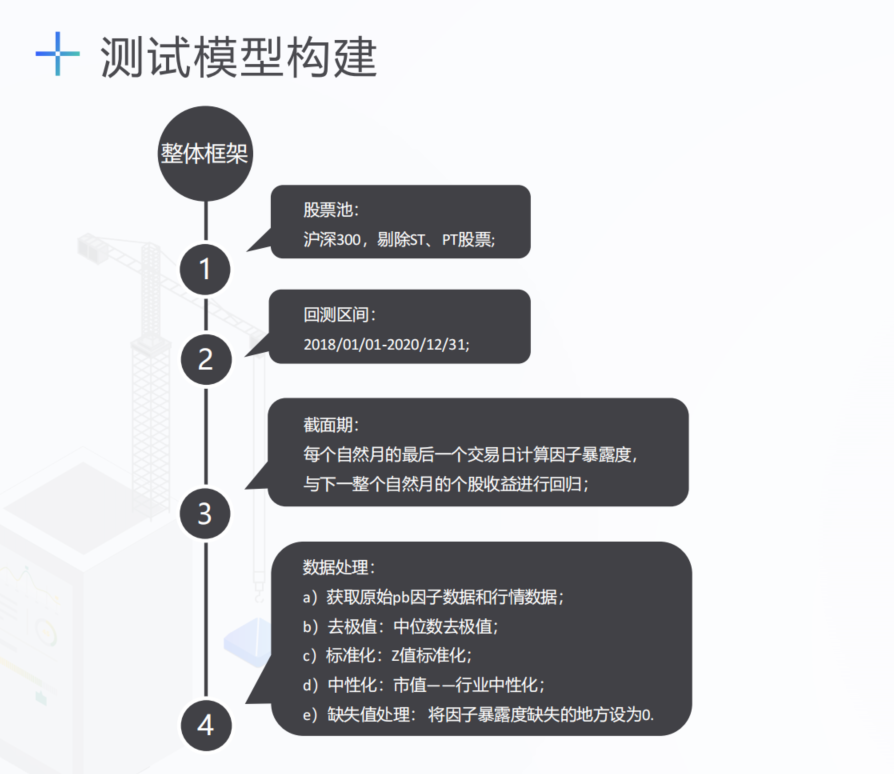 测试模型构建
整体框架
1
股票池：
沪深300，剔除ST、PT股票;
2
回测区间：
2018/01/01-2020/12/31;
3
截面期：
每个自然月的最后一个交易日计算因子暴露度，
与下一整个自然月的个股收益进行回归；
4
数据处理：
a）获取原始pb因子数据和行情数据；
b）去极值：中位数去极值；
c）标准化：Z值标准化；
d）中性化：市值——行业中性化；
e）缺失值处理： 将因子暴露度缺失的地方设为0.